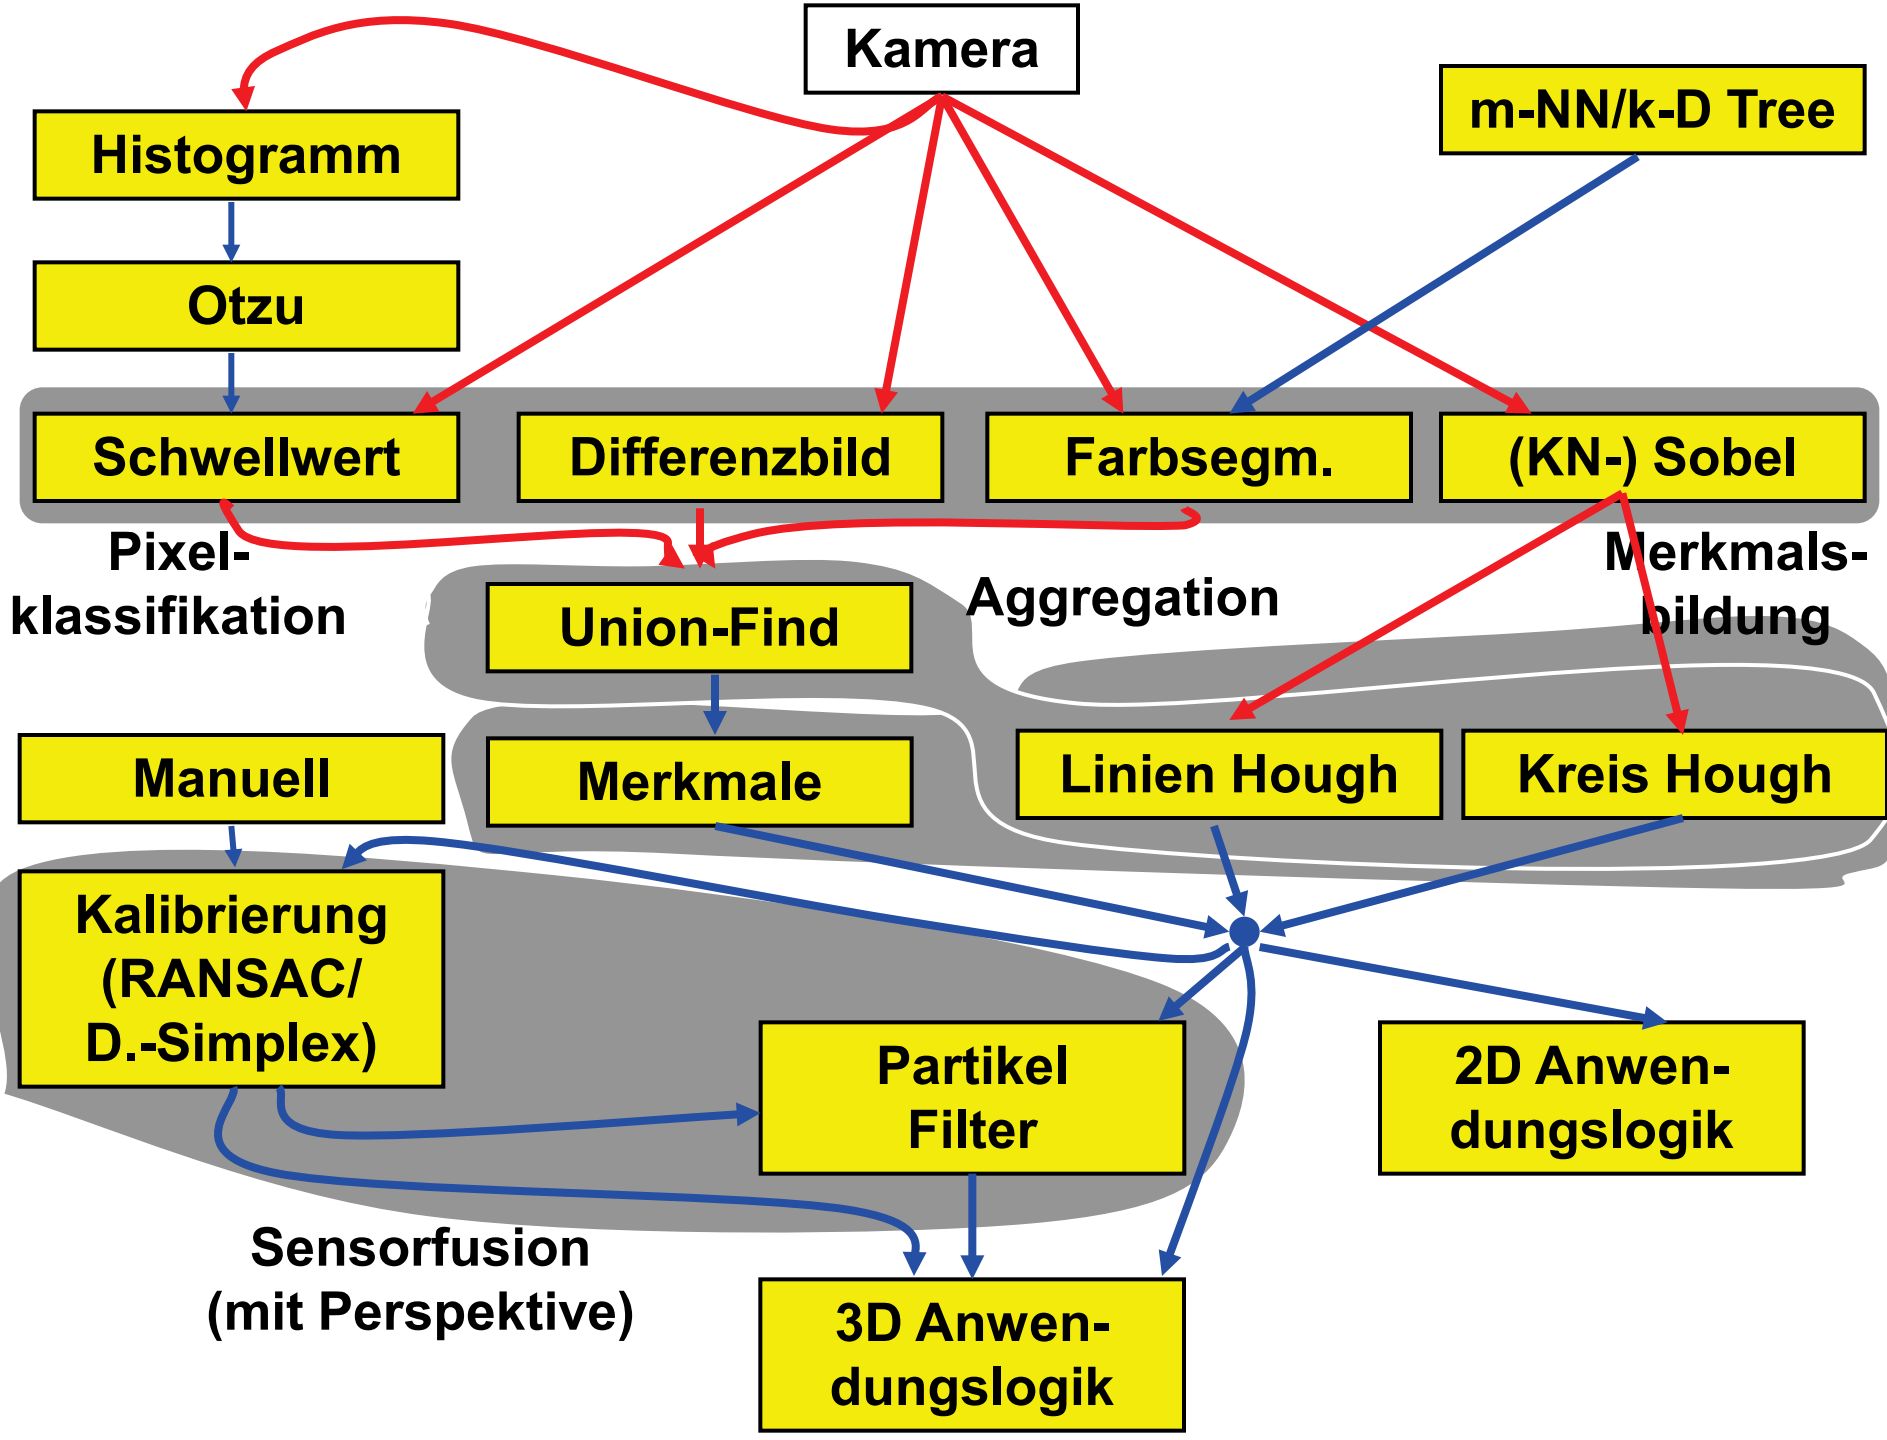 Kamera
m-NN/k-D Tree
Histogramm
Otzu
Schwellwert
Differenzbild
Farbsegm.
(KN-) Sobel
Pixel-
klassifikation
Aggregation
Merkmals-
bildung
Union-Find
Manuell
Merkmale
Linien Hough
Kreis Hough
Kalibrierung
(RANSAC/
D.-Simplex)
Partikel
Filter
2D Anwen-
dungslogik
Sensorfusion
(mit Perspektive)
3D Anwen-
dungslogik